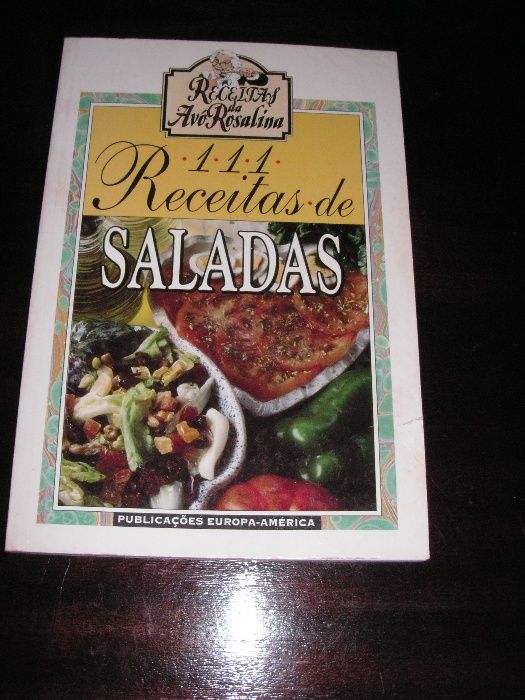 RECEITAS
da
Avó Rosalina
·1·1·1·
Receitas·de
SALADAS
PUBLICAÇÕES EUROPA-AMÉRICA